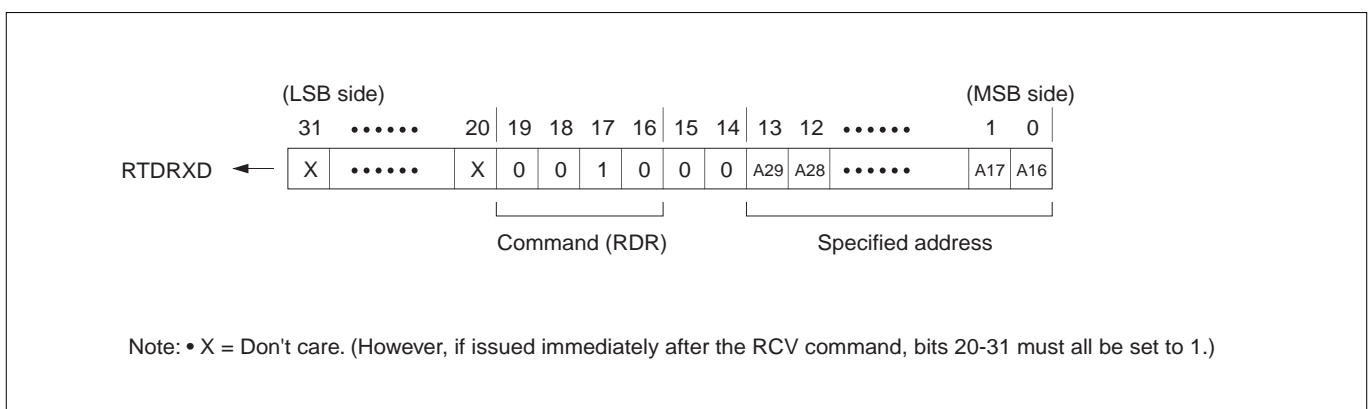 (LSB side) (MSB side)
31 •••••• 20 19 18 17 16 15 14 13 12 •••••• 1 0
RTDRXD X •••••• X 0 0 1 0 0 0 A29 A28 •••••• A17 A16
Command (RDR) Specified address
Note: • X = Don't care. (However, if issued immediately after the RCV command, bits 20-31 must all be set to 1.)